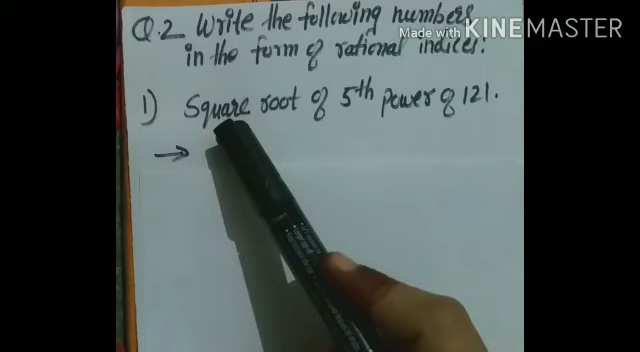 Q.2 Write the following numbers
Made with KINEMASTER
in the form of rational indices:
1) Square root of 5th power of 121.
→